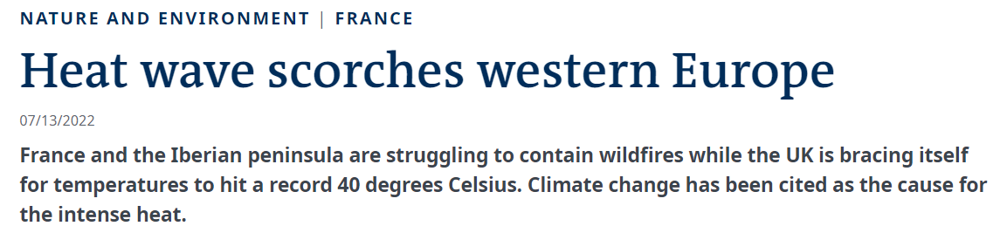 NATURE AND ENVIRONMENT | FRANCE
Heat wave scorches western Europe
07/13/2022
France and the Iberian peninsula are struggling to contain wildfires while the UK is bracing itself
for temperatures to hit a record 40 degrees Celsius. Climate change has been cited as the cause for
the intense heat.